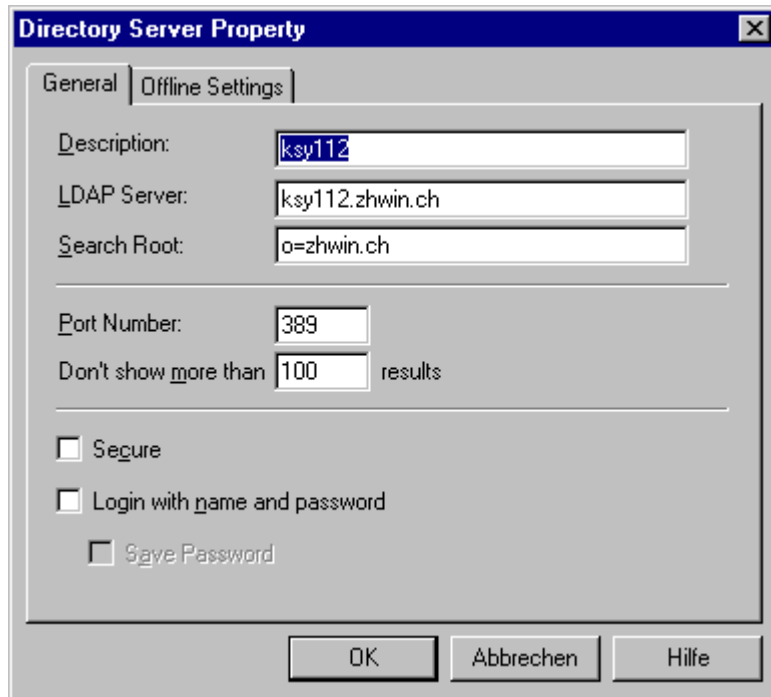 Directory Server Property
General Offline Settings
Description: ksy112
LDAP Server: ksy112.zhwin.ch
Search Root: o=zhwin.ch
Port Number: 389
Don't show more than 100 results
Secure
Login with name and password
Save Password
OK Abbrechen Hilfe